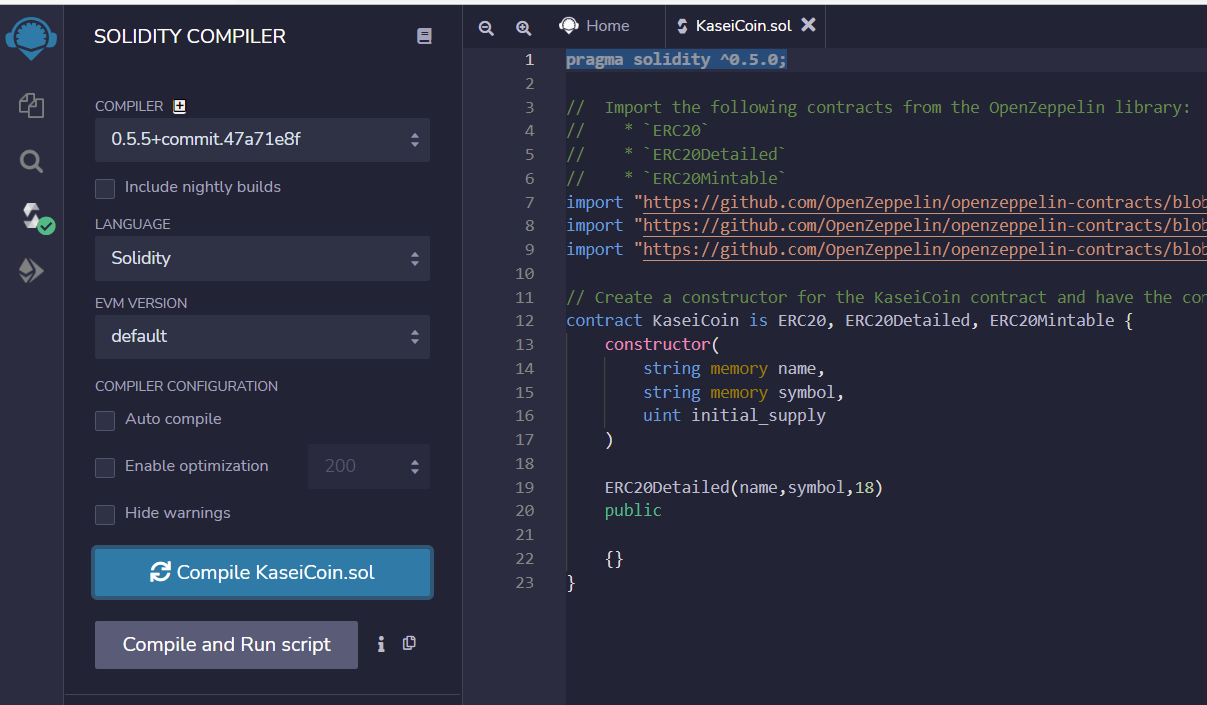 SOLIDITY COMPILER
COMPILER
0.5.5+commit.47a71e8f
Include nightly builds
LANGUAGE
Solidity
EVM VERSION
default
COMPILER CONFIGURATION
Auto compile
Enable optimization
200
Hide warnings
Compile KaseiCoin.sol
Compile and Run script
Home
KaseiCoin.sol
1 pragma solidity ^0.5.0;
2
3 //  Import the following contracts from the OpenZeppelin library:
4 //    * `ERC20`
5 //    * `ERC20Detailed`
6 //    * `ERC20Mintable`
7 import "https://github.com/OpenZeppelin/openzeppelin-contracts/blob
8 import "https://github.com/OpenZeppelin/openzeppelin-contracts/blob
9 import "https://github.com/OpenZeppelin/openzeppelin-contracts/blob
10
11 // Create a constructor for the KaseiCoin contract and have the con
12 contract KaseiCoin is ERC20, ERC20Detailed, ERC20Mintable {
13     constructor(
14         string memory name,
15         string memory symbol,
16         uint initial_supply
17     )
18
19     ERC20Detailed(name,symbol,18)
20     public
21
22     {}
23 }